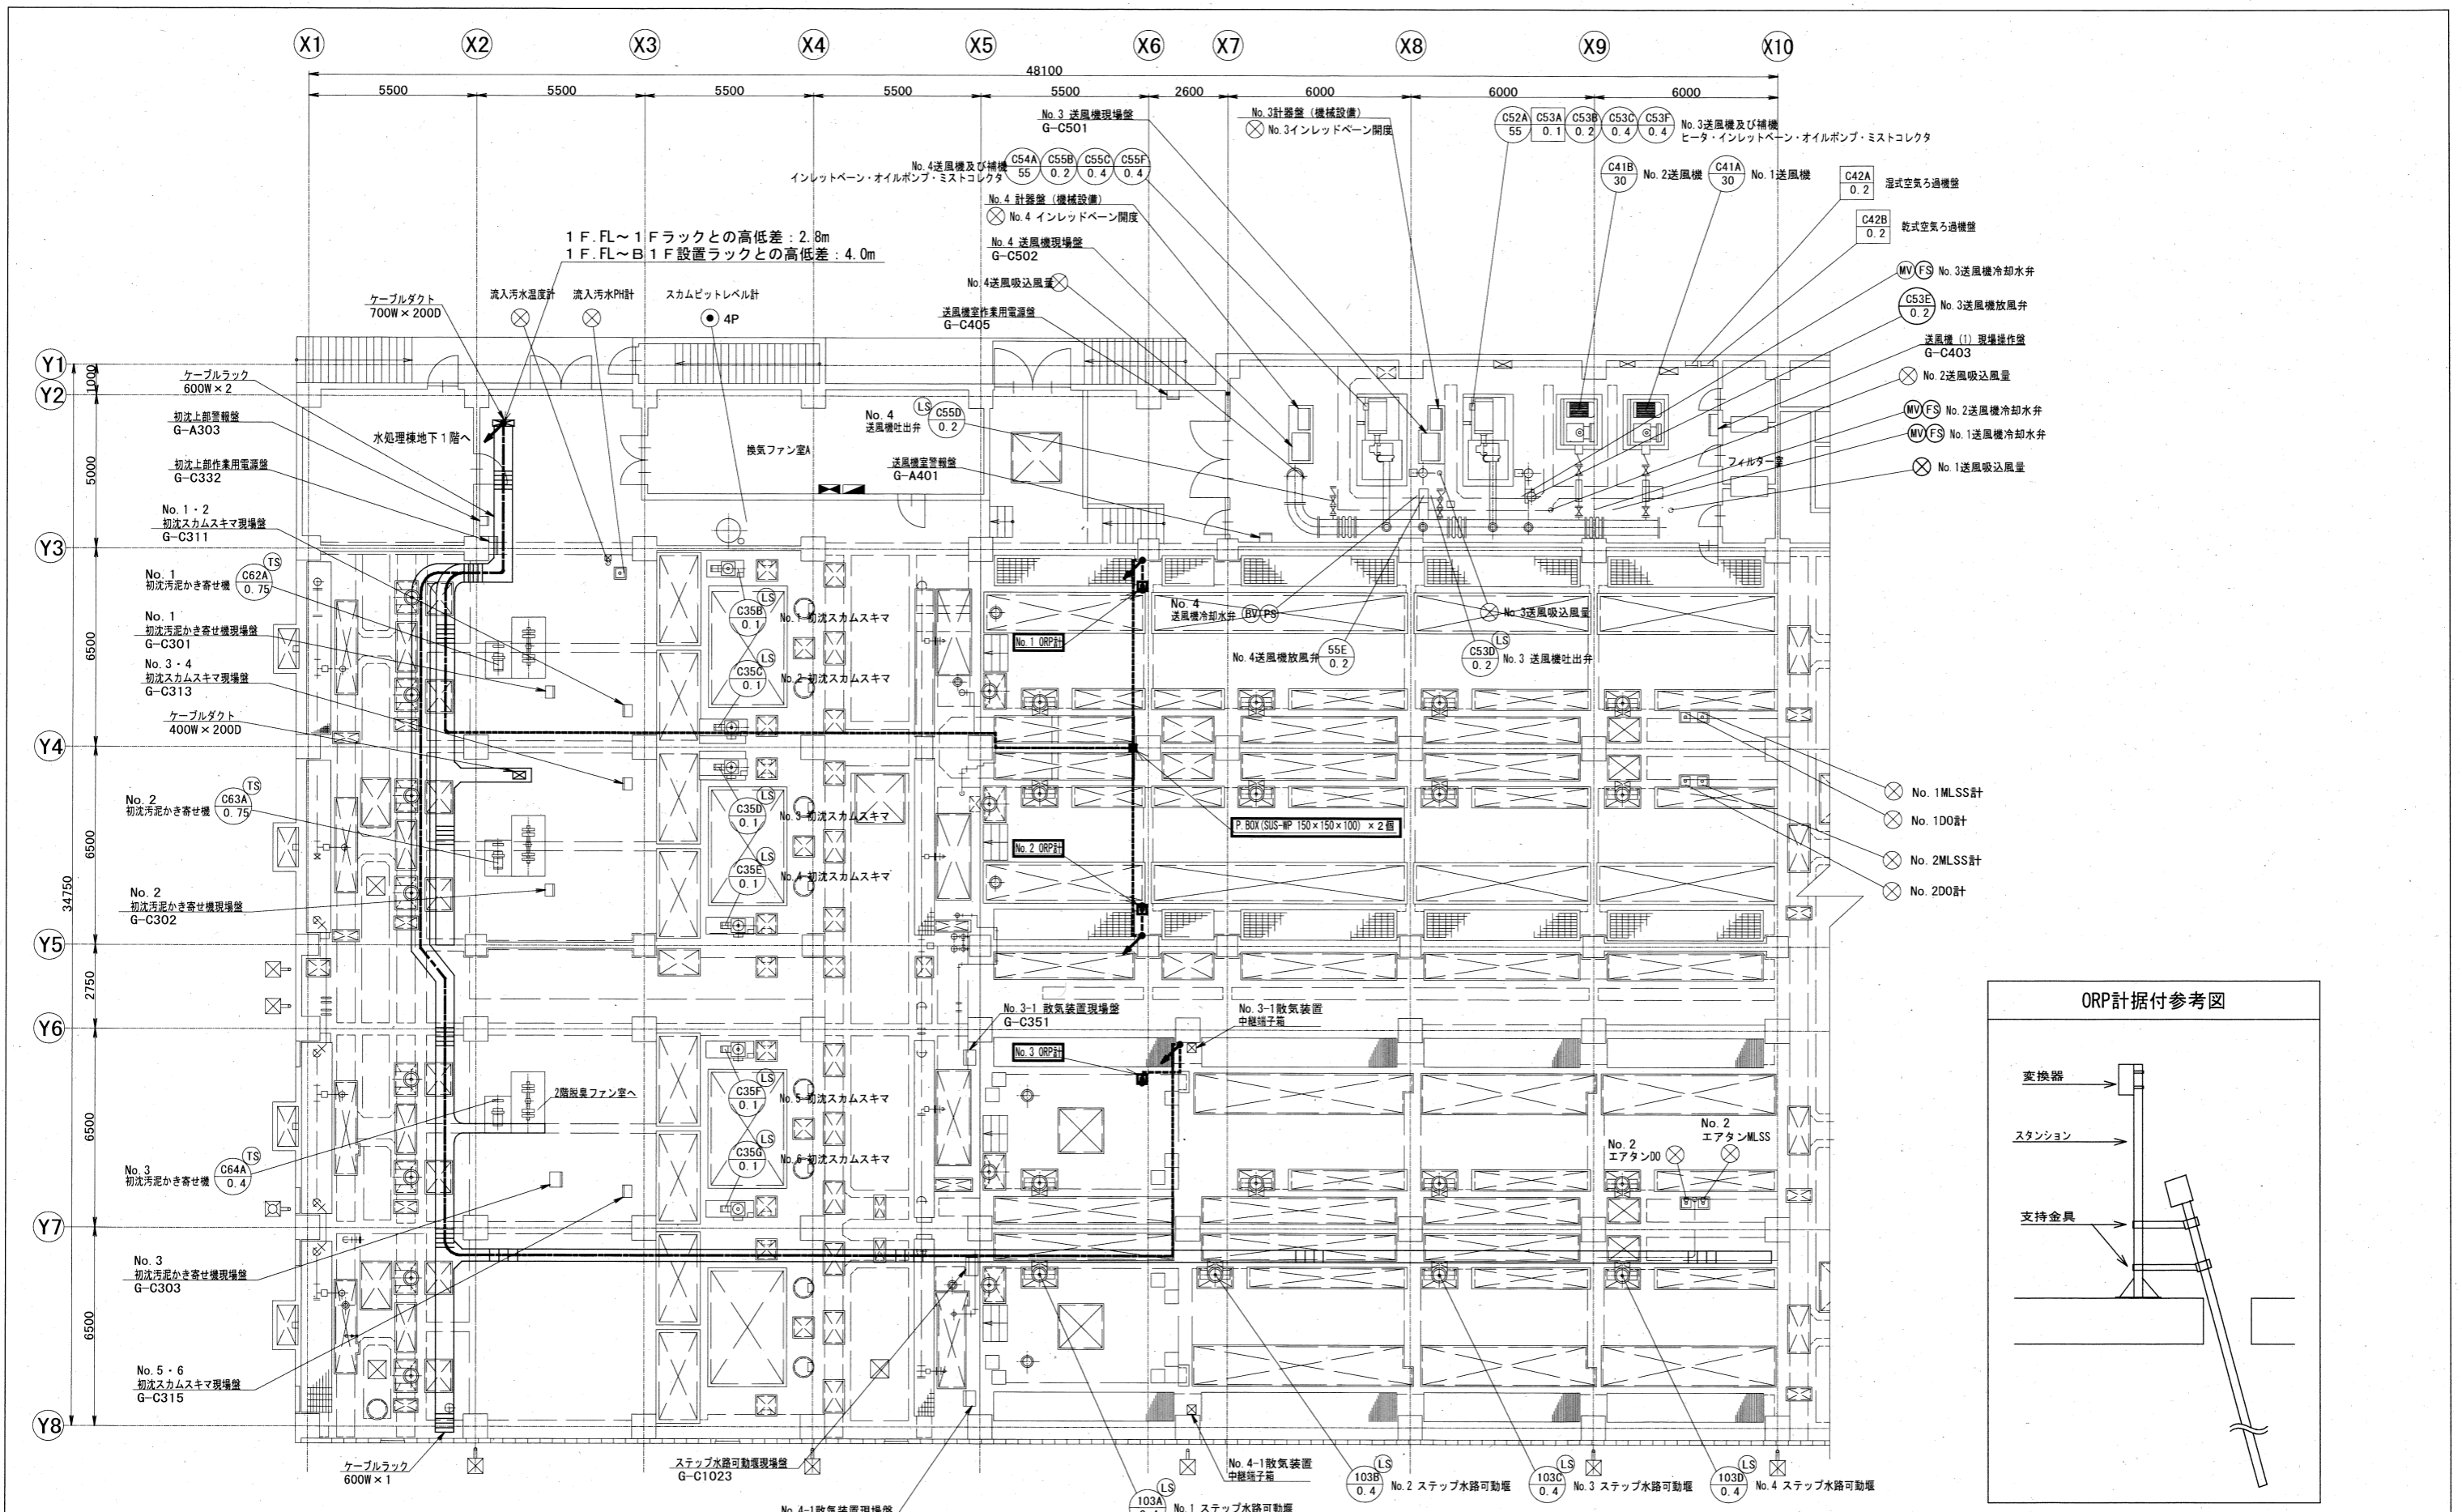 X1 X2 X3 X4 X5 X6 X7 X8 X9 X10
48100
5500 5500 5500 5500 5500 2600 6000 6000 6000
No.3 送風機現場盤
G-C501
No.3計器盤 (機械設備)
No.3インレッドベーン開度
C52A 55
C53A 0.1
C53B 0.2
C53C 0.4
C53F 0.4
No.3送風機及び補機
ヒータ・インレットベーン・オイルポンプ・ミストコレクタ
No.4送風機及び補機
インレットベーン・オイルポンプ・ミストコレクタ
C54A 55
C55B 0.2
C55C 0.4
C55F 0.4
C41B 30
No.2送風機
C41A 30
No.1送風機
C42A 0.2
湿式空気ろ過機盤
C42B 0.2
乾式空気ろ過機盤
No.4 計器盤 (機械設備)
No.4 インレッドベーン開度
No.4 送風機現場盤
G-C502
No.4送風吸込風量
送風機室作業用電源盤
G-C405
MV FS No.3送風機冷却水弁
C53E 0.2
No.3送風機放風弁
送風機 (1) 現場操作盤
G-C403
No.2送風吸込風量
MV FS No.2送風機冷却水弁
MV FS No.1送風機冷却水弁
No.1送風吸込風量
1F.FL~1Fラックとの高低差:2.8m
1F.FL~B1F設置ラックとの高低差:4.0m
ケーブルダクト
700W×200D
流入汚水温度計
流入汚水PH計
スカムピットレベル計
4P
Y1
1000
Y2
5000
Y3
6500
Y4
6500
34750
Y5
2750
Y6
6500
Y7
6500
Y8
ケーブルラック
600W×2
初沈上部警報盤
G-A303
水処理棟地下1階へ
初沈上部作業用電源盤
G-C332
換気ファン室A
No.4
送風機吐出弁
LS
C55D 0.2
送風機室警報盤
G-A401
フィルター室
No.1・2
初沈スカムスキマ現場盤
G-C311
No.1
初沈汚泥かき寄せ機
TS
C62A 0.75
No.1
初沈汚泥かき寄せ機現場盤
G-C301
No.3・4
初沈スカムスキマ現場盤
G-C313
ケーブルダクト
400W×200D
LS
C35B 0.1
No.1 初沈スカムスキマ
LS
C35C 0.1
No.2 初沈スカムスキマ
No.1 ORP計
No.4
送風機冷却水弁
BV PS
No.3送風吸込風量
No.4送風機放風弁
55E 0.2
LS
C53D 0.2
No.3 送風機吐出弁
No.2
初沈汚泥かき寄せ機
TS
C63A 0.75
LS
C35D 0.1
No.3 初沈スカムスキマ
LS
C35E 0.1
No.4 初沈スカムスキマ
No.2 ORP計
P.BOX(SUS-WP 150×150×100) ×2個
No.1MLSS計
No.1DO計
No.2MLSS計
No.2DO計
No.2
初沈汚泥かき寄せ機現場盤
G-C302
No.3-1 散気装置現場盤
G-C351
No.3-1散気装置
中継端子箱
No.3 ORP計
2階脱臭ファン室へ
LS
C35F 0.1
No.5 初沈スカムスキマ
LS
C35G 0.1
No.6 初沈スカムスキマ
No.2
エアタンDO
No.2
エアタンMLSS
No.3
初沈汚泥かき寄せ機
TS
C64A 0.4
No.3
初沈汚泥かき寄せ機現場盤
G-C303
No.5・6
初沈スカムスキマ現場盤
G-C315
ケーブルラック
600W×1
ステップ水路可動堰現場盤
G-C1023
No.4-1散気装置現場盤
No.4-1散気装置
中継端子箱
LS
103A 0.4
No.1 ステップ水路可動堰
LS
103B 0.4
No.2 ステップ水路可動堰
LS
103C 0.4
No.3 ステップ水路可動堰
LS
103D 0.4
No.4 ステップ水路可動堰
ORP計据付参考図
変換器
スタンション
支持金具